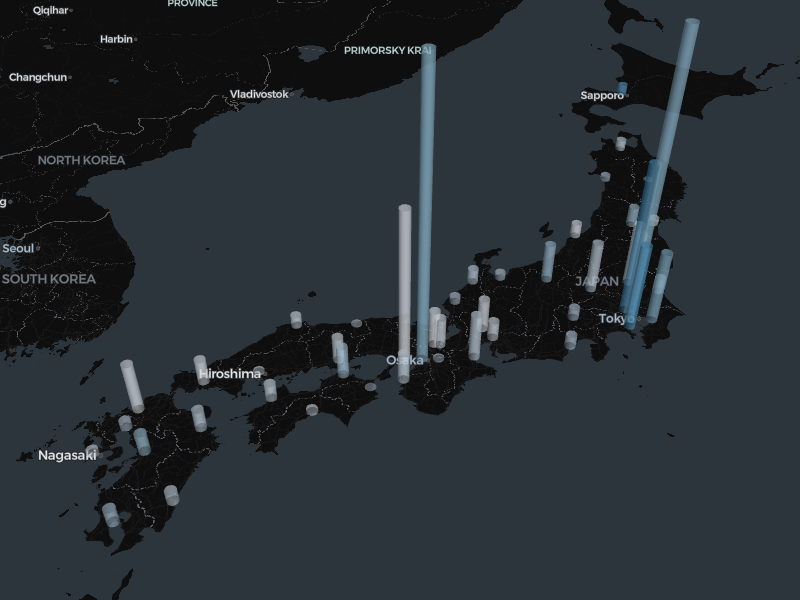 PROVINCE
Qiqihar
Harbin
PRIMORSKY KRAI
Changchun
Vladivostok
Sapporo
NORTH KOREA
g
Seoul
SOUTH KOREA
JAPAN
Tokyo
Osaka
Hiroshima
Nagasaki